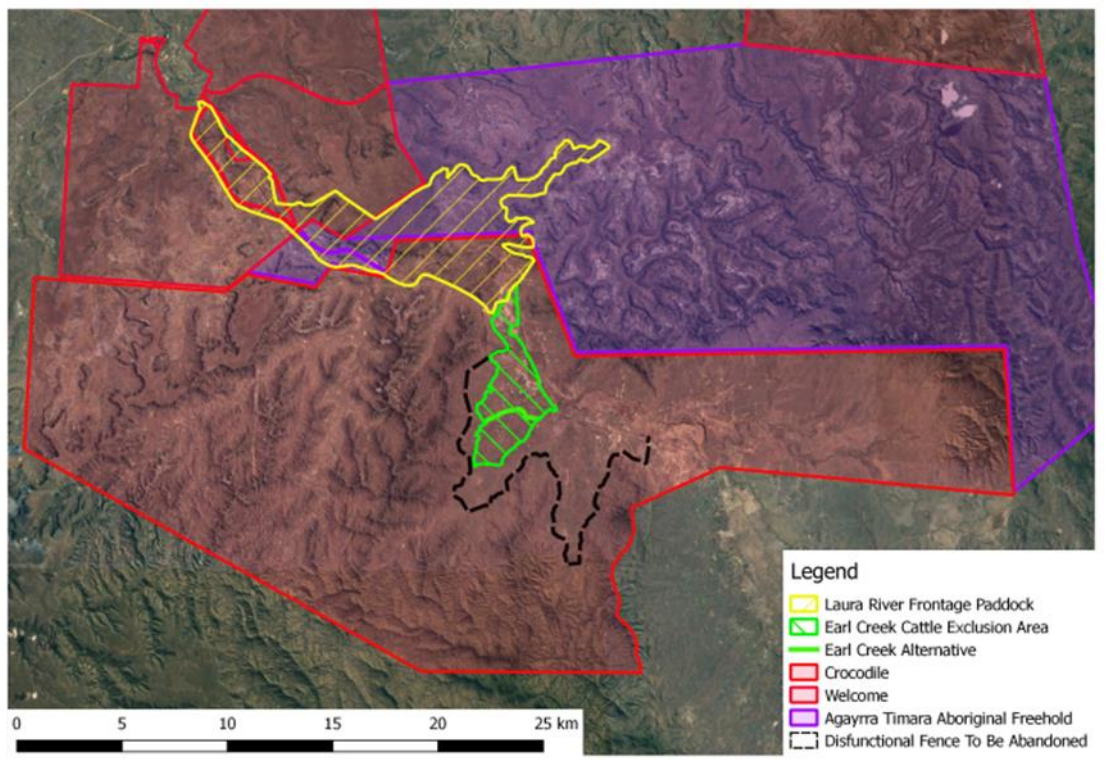 Legend
Laura River Frontage Paddock
Earl Creek Cattle Exclusion Area
Earl Creek Alternative
Crocodile
Welcome
Agayrra Timara Aboriginal Freehold
Disfunctional Fence To Be Abandoned
0 5 10 15 20 25 km